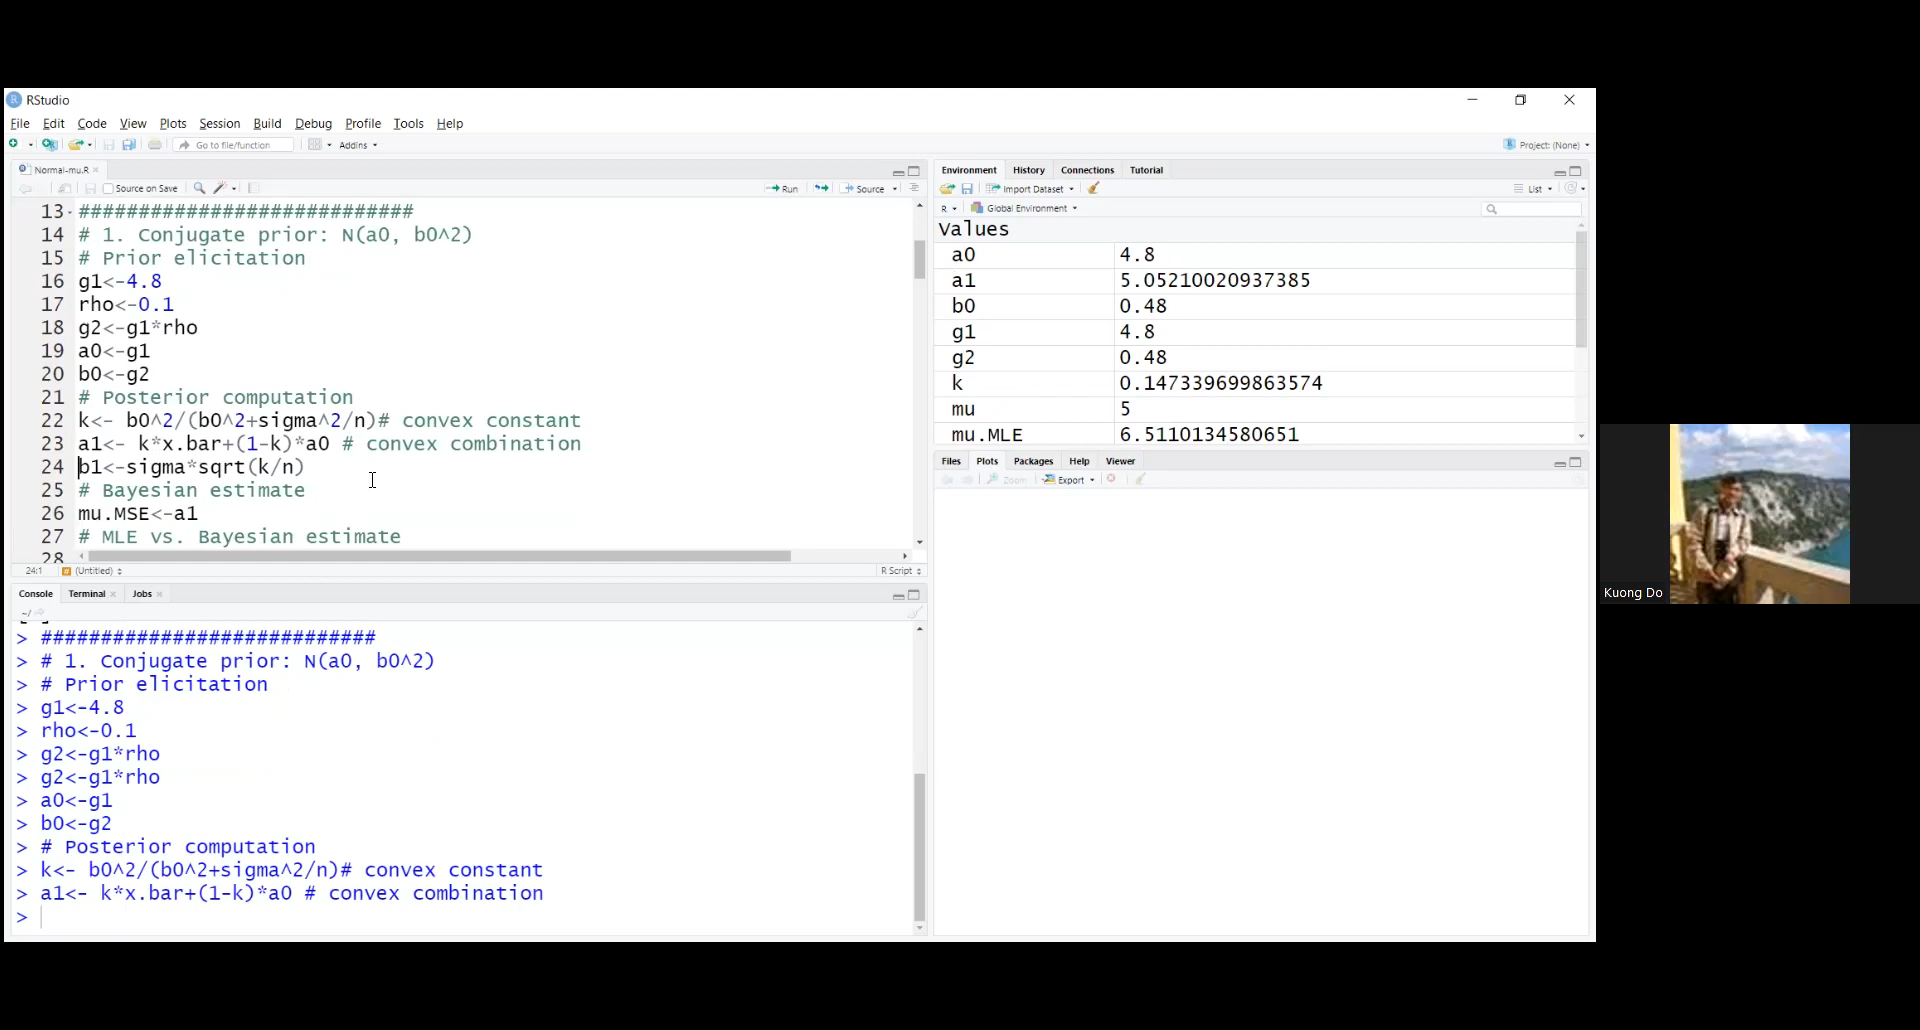 RStudio
File Edit Code View Plots Session Build Debug Profile Tools Help
Go to file/function Addins Project: (None)
Normal-mu.R
Source on Save Run Source
13 ############################
14 # 1. Conjugate prior: N(a0, b0^2)
15 # Prior elicitation
16 g1<-4.8
17 rho<-0.1
18 g2<-g1*rho
19 a0<-g1
20 b0<-g2
21 # Posterior computation
22 k<- b0^2/(b0^2+sigma^2/n)# convex constant
23 a1<- k*x.bar+(1-k)*a0 # convex combination
24 b1<-sigma*sqrt(k/n)
25 # Bayesian estimate
26 mu.MSE<-a1
27 # MLE vs. Bayesian estimate
28
24:1 (Untitled) R Script
Console Terminal Jobs
~/
> ############################
> # 1. Conjugate prior: N(a0, b0^2)
> # Prior elicitation
> g1<-4.8
> rho<-0.1
> g2<-g1*rho
> g2<-g1*rho
> a0<-g1
> b0<-g2
> # Posterior computation
> k<- b0^2/(b0^2+sigma^2/n)# convex constant
> a1<- k*x.bar+(1-k)*a0 # convex combination
>
Environment History Connections Tutorial
Import Dataset List
R Global Environment
Values
a0 4.8
a1 5.05210020937385
b0 0.48
g1 4.8
g2 0.48
k 0.147339699863574
mu 5
mu.MLE 6.5110134580651
Files Plots Packages Help Viewer
Zoom Export
Kuong Do